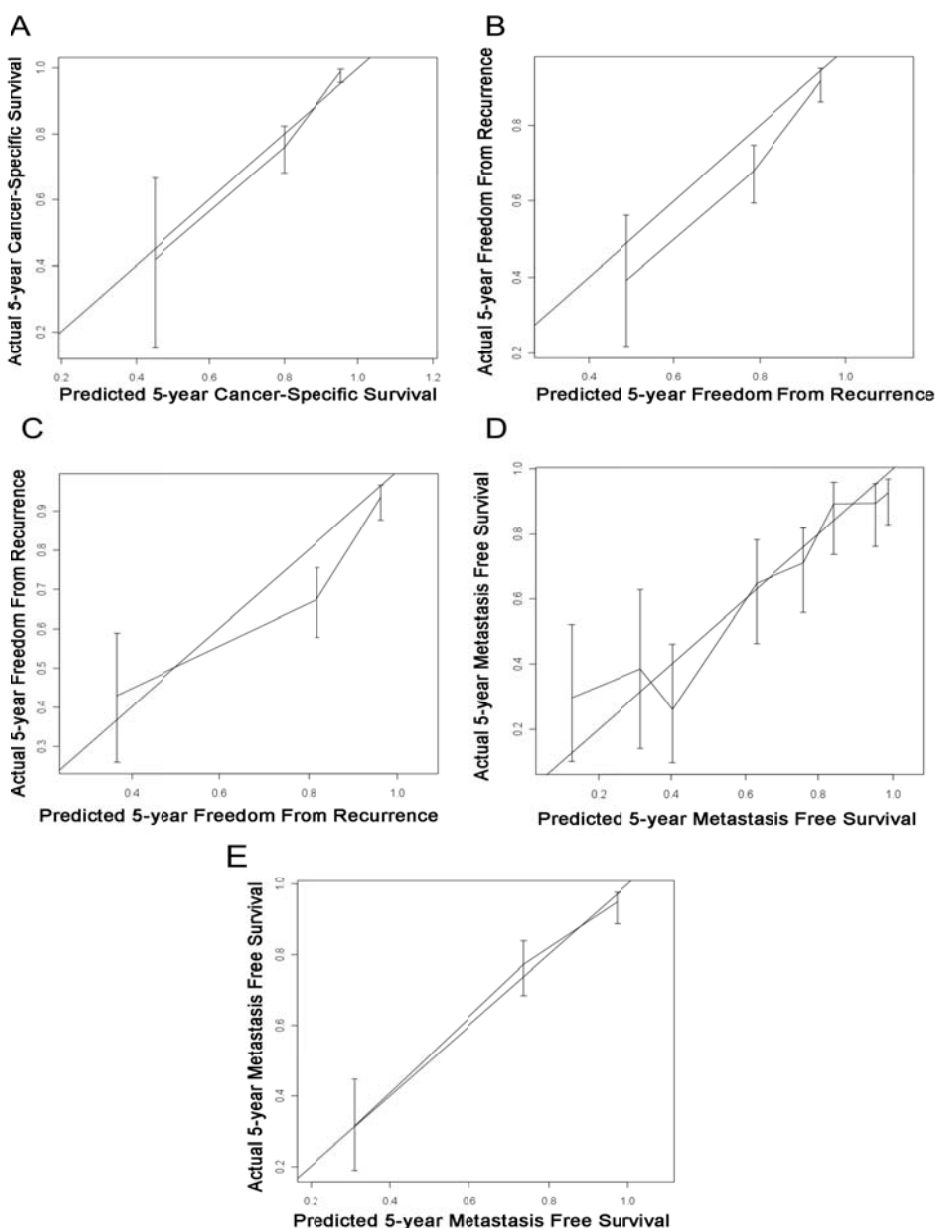 A
Actual 5-year Cancer-Specific Survival
1.0
0.8
0.6
0.4
0.2
0.2 0.4 0.6 0.8 1.0 1.2
Predicted 5-year Cancer-Specific Survival
B
Actual 5-year Freedom From Recurrence
0.8
0.6
0.4
0.2
0.4 0.6 0.8 1.0
Predicted 5-year Freedom From Recurrence
C
Actual 5-year Freedom From Recurrence
0.9
0.8
0.7
0.6
0.5
0.4
0.3
0.4 0.6 0.8 1.0
Predicted 5-year Freedom From Recurrence
D
Actual 5-year Metastasis Free Survival
1.0
0.8
0.6
0.4
0.2
0.2 0.4 0.6 0.8 1.0
Predicted 5-year Metastasis Free Survival
E
Actual 5-year Metastasis Free Survival
1.0
0.8
0.6
0.4
0.2
0.2 0.4 0.6 0.8 1.0
Predicted 5-year Metastasis Free Survival